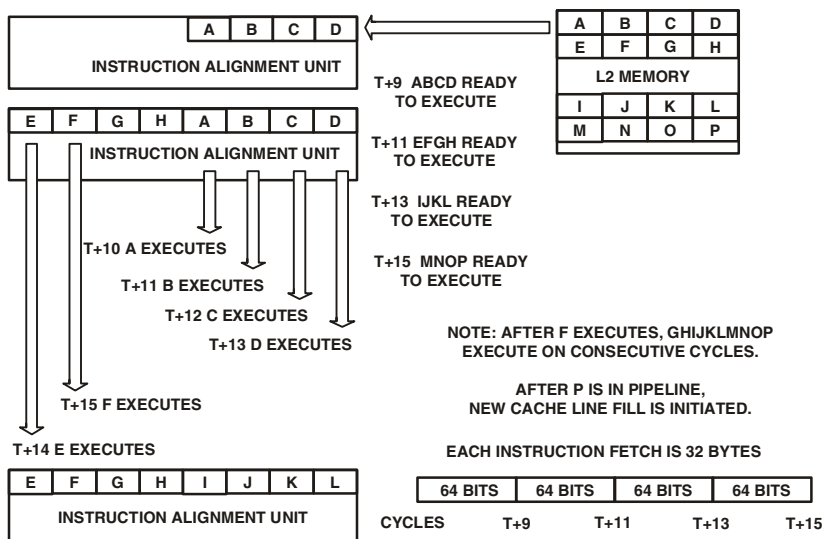 A B C D
INSTRUCTION ALIGNMENT UNIT
A B C D
E F G H
L2 MEMORY
I J K L
M N O P
T+9 ABCD READY
TO EXECUTE
T+11 EFGH READY
TO EXECUTE
T+13 IJKL READY
TO EXECUTE
T+15 MNOP READY
TO EXECUTE
E F G H A B C D
INSTRUCTION ALIGNMENT UNIT
T+10 A EXECUTES
T+11 B EXECUTES
T+12 C EXECUTES
T+13 D EXECUTES
T+15 F EXECUTES
T+14 E EXECUTES
NOTE: AFTER F EXECUTES, GHIJKLMNOP
EXECUTE ON CONSECUTIVE CYCLES.
AFTER P IS IN PIPELINE,
NEW CACHE LINE FILL IS INITIATED.
EACH INSTRUCTION FETCH IS 32 BYTES
E F G H I J K L
INSTRUCTION ALIGNMENT UNIT
64 BITS 64 BITS 64 BITS 64 BITS
CYCLES T+9 T+11 T+13 T+15